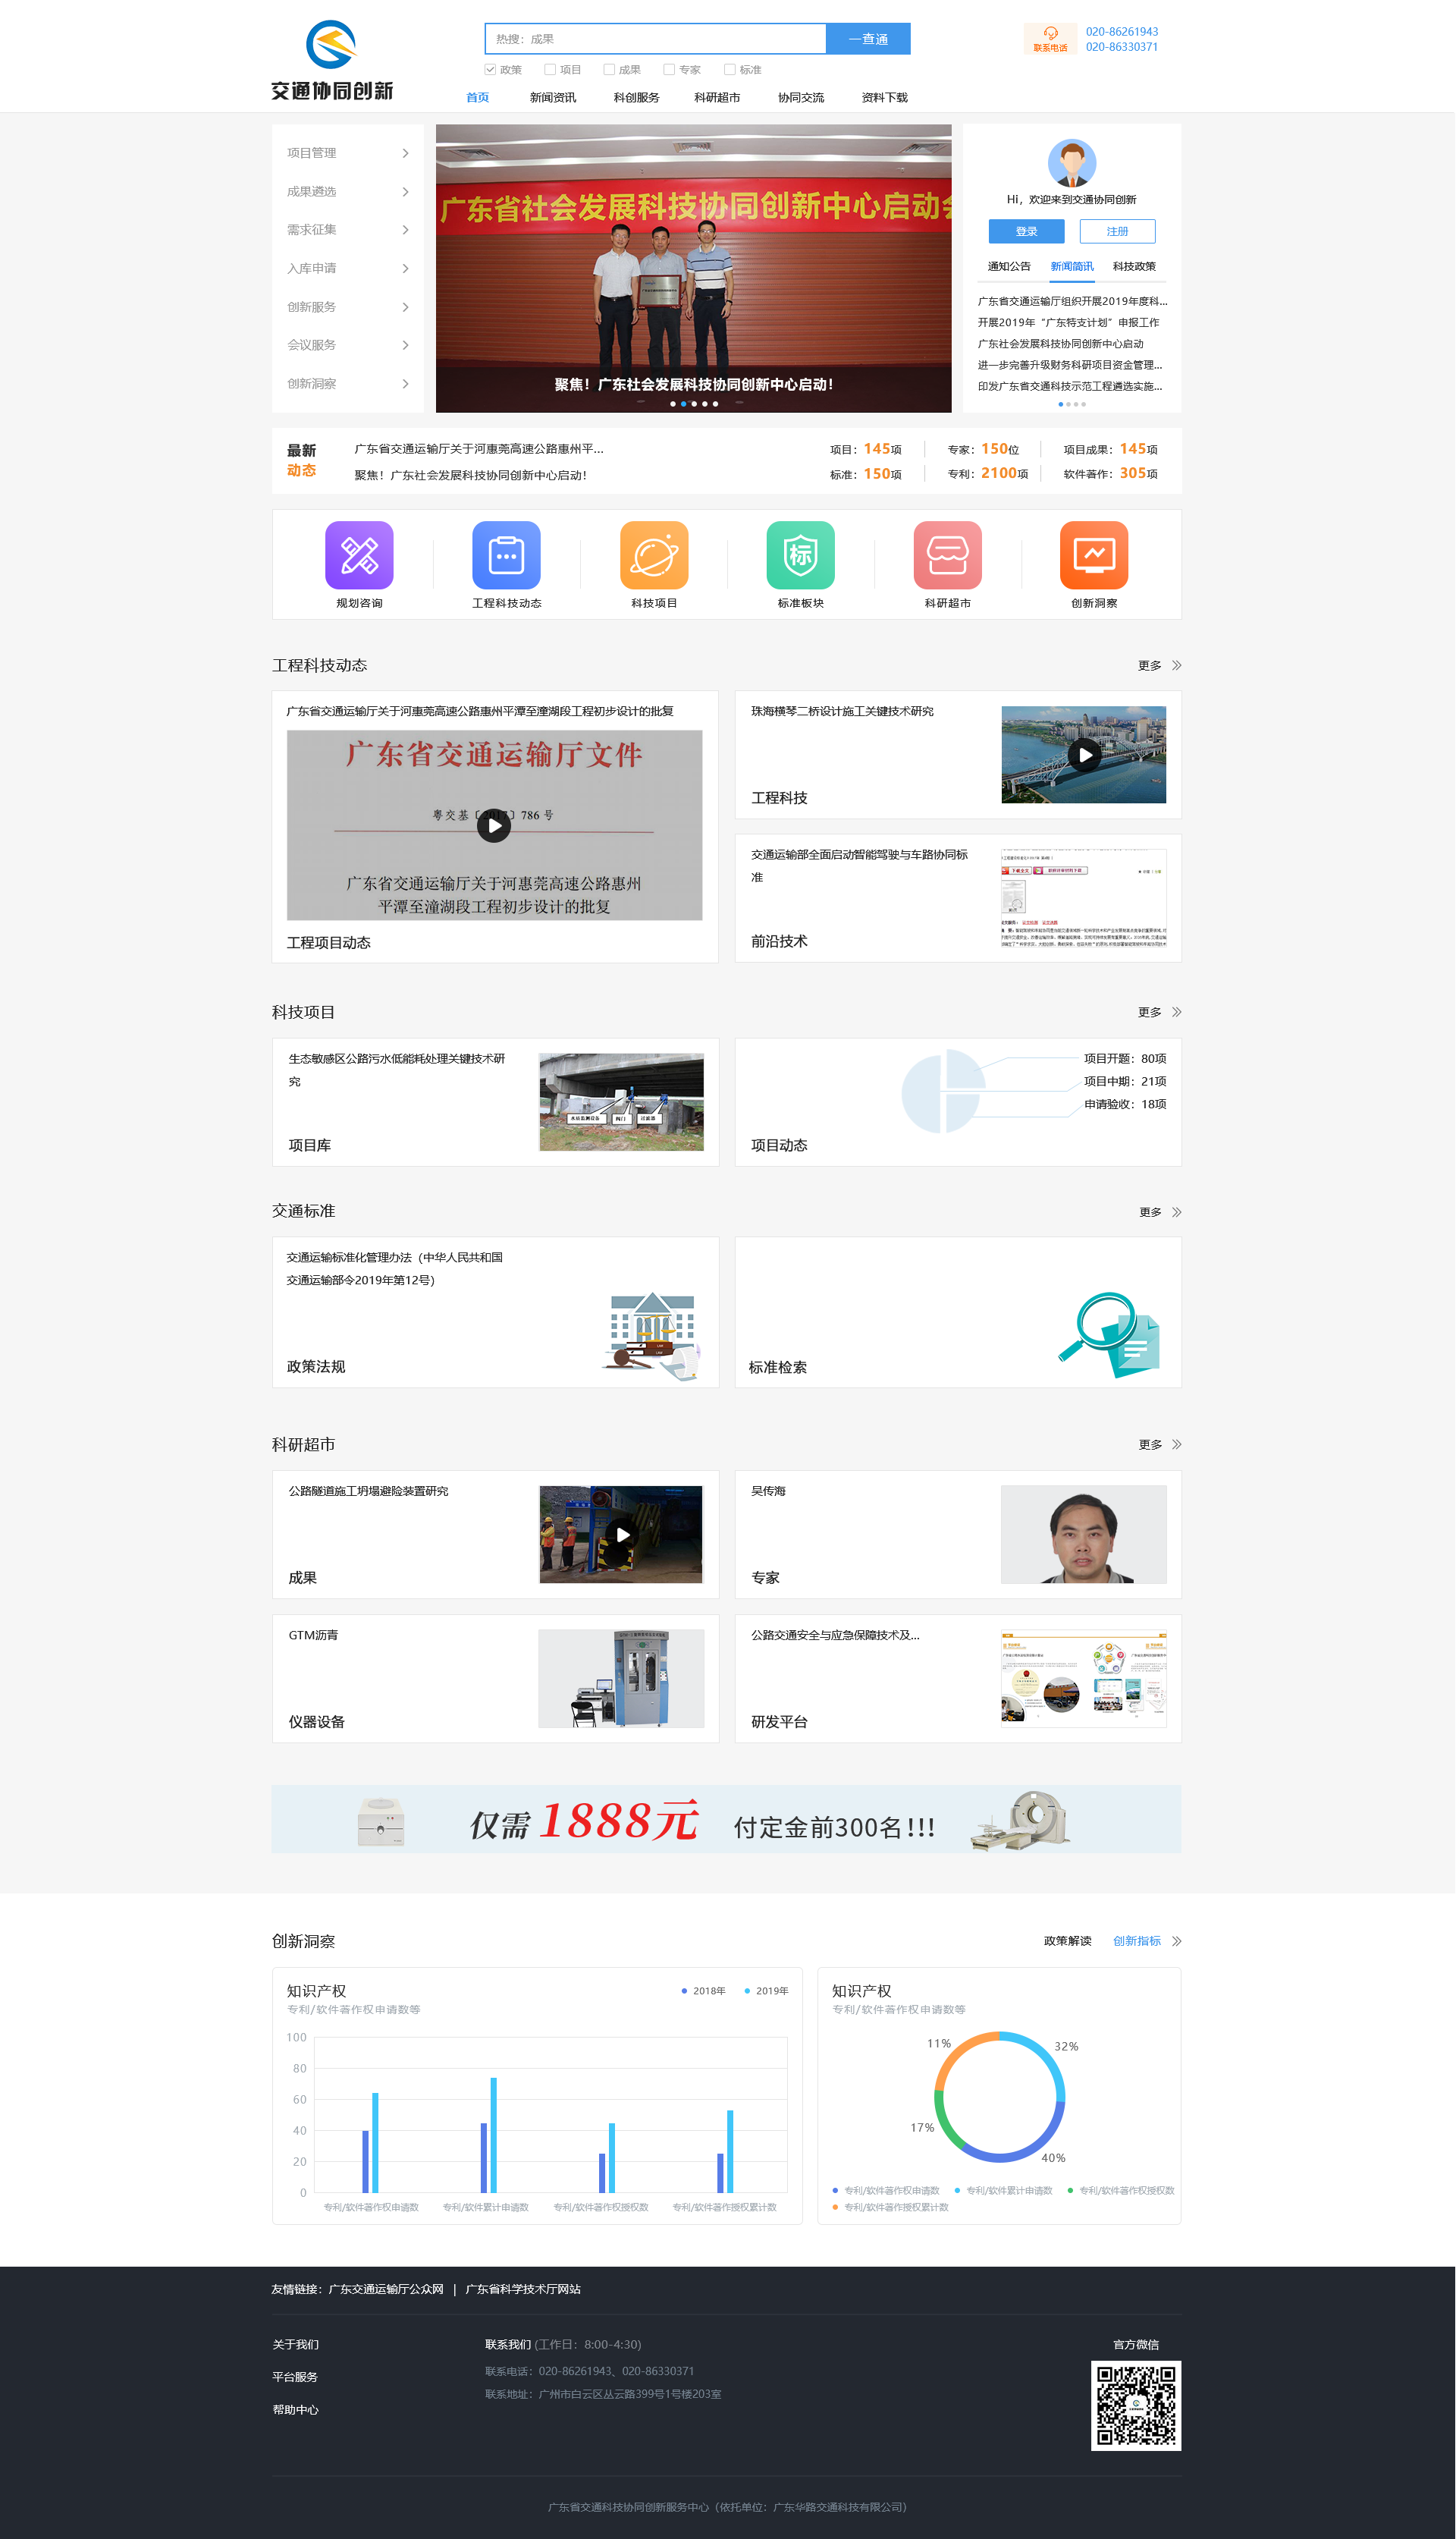 交通协同创新
热搜：成果
一查通
政策 项目 成果 专家 标准
联系电话
020-86261943
020-86330371
首页 新闻资讯 科创服务 科研超市 协同交流 资料下载
项目管理
成果遴选
需求征集
入库申请
创新服务
会议服务
创新洞察
广东省社会发展科技协同创新中心启动会
聚焦！广东社会发展科技协同创新中心启动！
Hi，欢迎来到交通协同创新
登录 注册
通知公告 新闻简讯 科技政策
广东省交通运输厅组织开展2019年度科...
开展2019年“广东特支计划”申报工作
广东社会发展科技协同创新中心启动
进一步完善升级财务科研项目资金管理...
印发广东省交通科技示范工程遴选实施...
最新
动态
广东省交通运输厅关于河惠莞高速公路惠州平...
聚焦！广东社会发展科技协同创新中心启动！
项目：145项 专家：150位 项目成果：145项
标准：150项 专利：2100项 软件著作：305项
标
规划咨询 工程科技动态 科技项目 标准板块 科研超市 创新洞察
工程科技动态 更多
广东省交通运输厅关于河惠莞高速公路惠州平潭至潼湖段工程初步设计的批复
广东省交通运输厅文件
粤交基〔2017〕786 号
广东省交通运输厅关于河惠莞高速公路惠州
平潭至潼湖段工程初步设计的批复
工程项目动态
珠海横琴二桥设计施工关键技术研究
工程科技
交通运输部全面启动智能驾驶与车路协同标
准
前沿技术
科技项目 更多
生态敏感区公路污水低能耗处理关键技术研
究
阀门
项目库
项目开题：80项
项目中期：21项
申请验收：18项
项目动态
交通标准 更多
交通运输标准化管理办法（中华人民共和国
交通运输部令2019年第12号）
政策法规
标准检索
科研超市 更多
公路隧道施工坍塌避险装置研究
成果
吴传海
专家
GTM沥青
仪器设备
公路交通安全与应急保障技术及...
研发平台
仅需 1888元 付定金前300名!!!
创新洞察 政策解读 创新指标
知识产权
专利/软件著作权申请数等
2018年 2019年
100
80
60
40
20
0
专利/软件著作权申请数 专利/软件累计申请数 专利/软件著作权授权数 专利/软件著作授权累计数
知识产权
专利/软件著作权申请数等
11% 32%
17%
40%
专利/软件著作权申请数 专利/软件累计申请数 专利/软件著作权授权数
专利/软件著作授权累计数
友情链接：广东交通运输厅公众网 | 广东省科学技术厅网站
关于我们
平台服务
帮助中心
联系我们 (工作日：8:00-4:30)
联系电话：020-86261943、020-86330371
联系地址：广州市白云区丛云路399号1号楼203室
官方微信
广东省交通科技协同创新服务中心（依托单位：广东华路交通科技有限公司）